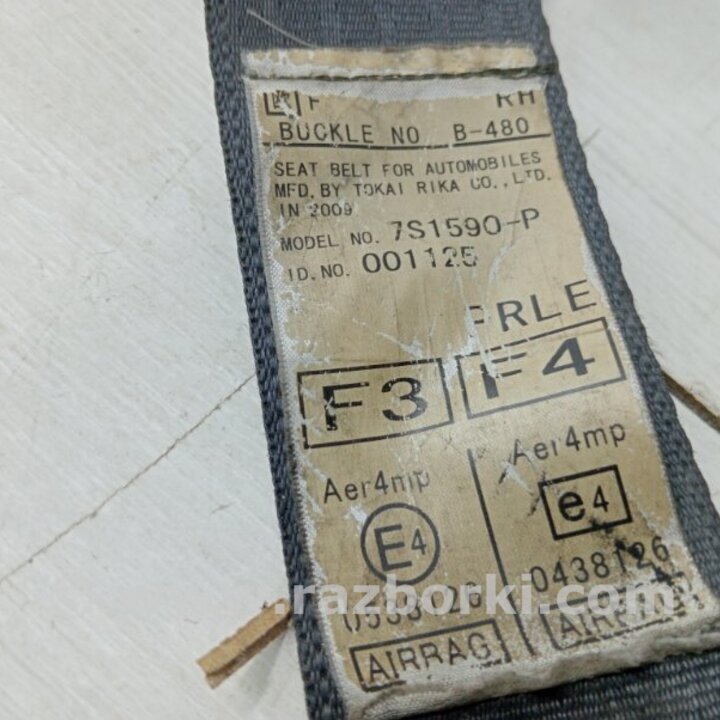 F RH
BUCKLE NO B-480
SEAT BELT FOR AUTOMOBILES
MFD. BY TOKAI RIKA CO., LTD.
IN 2009
MODEL NO. 7S1590-P
ID. NO. 001125
PRLE
F3 F4
Aer4mp Aer4mp
E4 e4
0438126
.razborki.com
AIRBAG AIRBAG